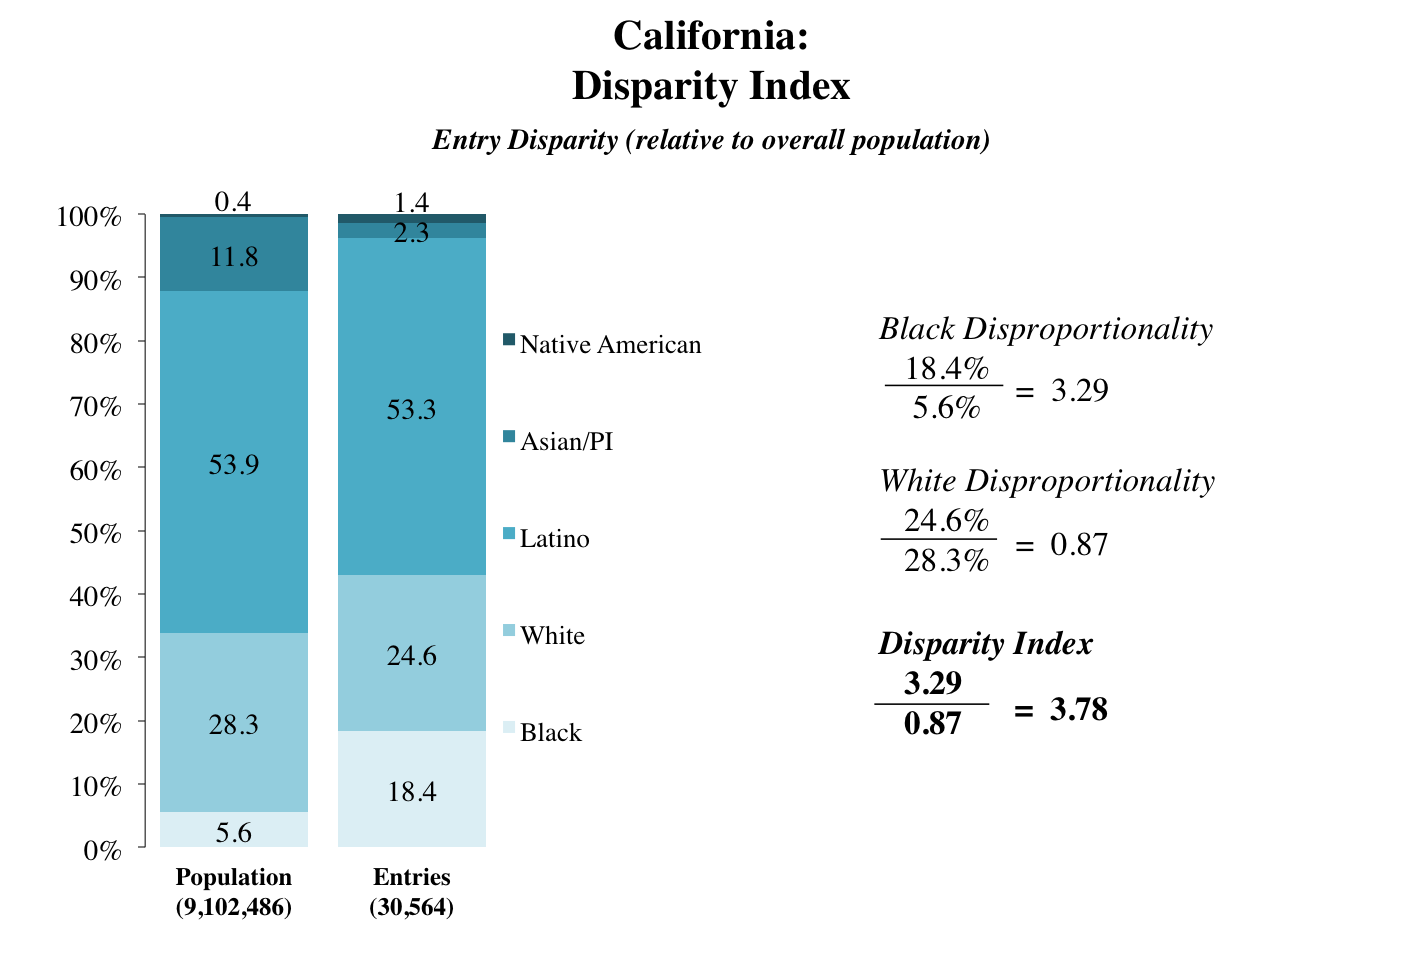 California:
Disparity Index
Entry Disparity (relative to overall population)
0.4
1.4
100%
2.3
11.8
90%
80%
Native American
70%
53.3
Asian/PI
60%
53.9
50%
Latino
40%
30%
24.6
White
20%
28.3
Black
10%
18.4
5.6
0%
Population
(9,102,486)
Entries
(30,564)
Black Disproportionality
18.4%
5.6%
= 3.29
White Disproportionality
24.6%
28.3%
= 0.87
Disparity Index
3.29
0.87
= 3.78